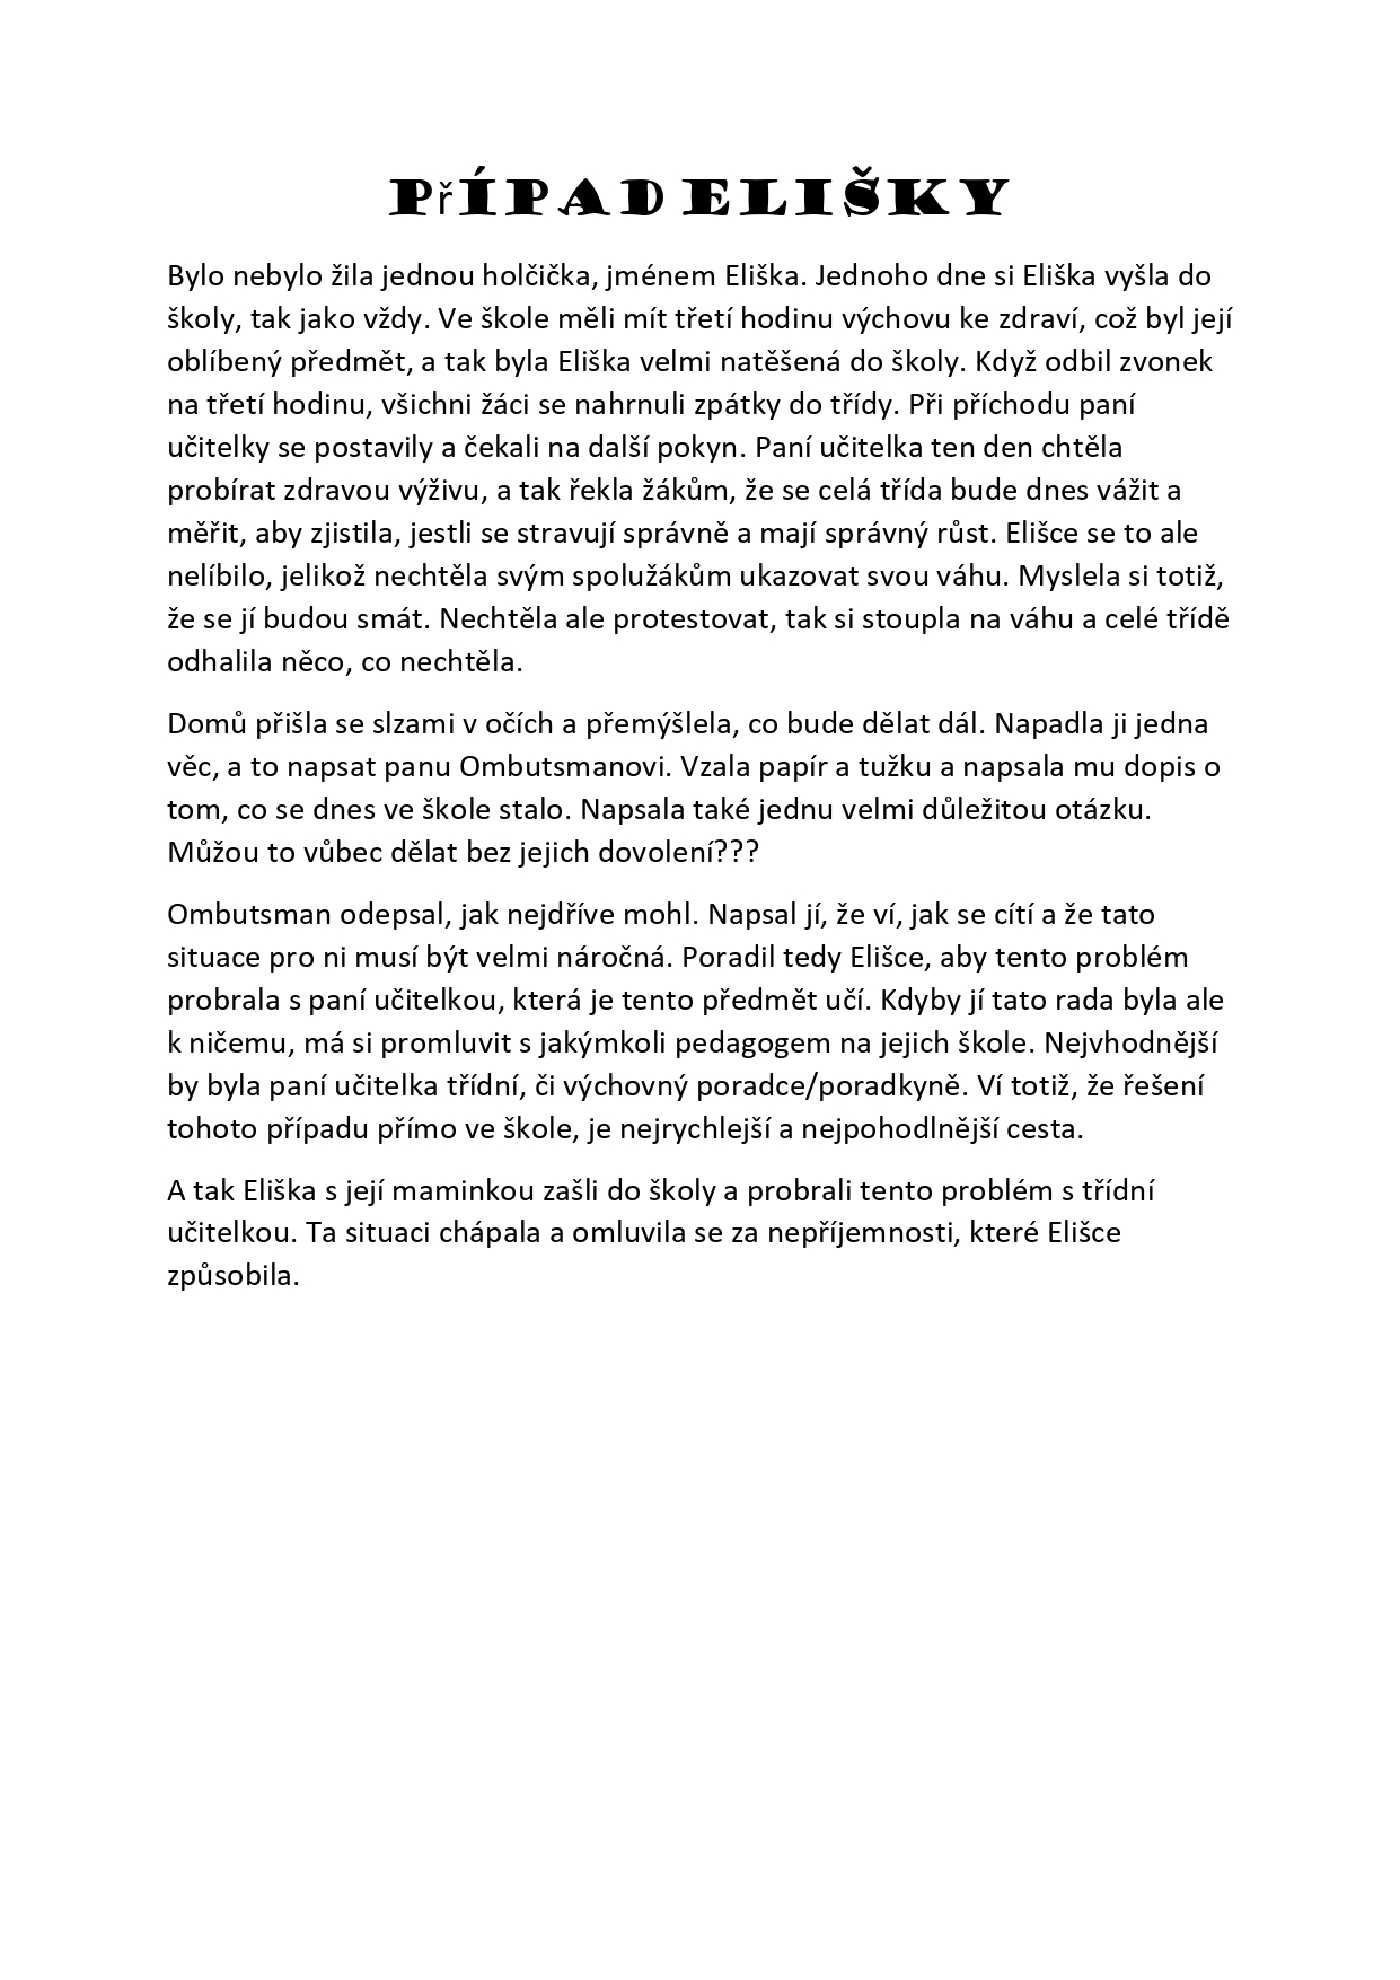 PříPAD ELIŠKY
Bylo nebylo žila jednou holčička, jménem Eliška. Jednoho dne si Eliška vyšla do
školy, tak jako vždy. Ve škole měli mít třetí hodinu výchovu ke zdraví, což byl její
oblíbený předmět, a tak byla Eliška velmi natěšená do školy. Když odbil zvonek
na třetí hodinu, všichni žáci se nahrnuli zpátky do třídy. Při příchodu paní
učitelky se postavily a čekali na další pokyn. Paní učitelka ten den chtěla
probírat zdravou výživu, a tak řekla žákům, že se celá třída bude dnes vážit a
měřit, aby zjistila, jestli se stravují správně a mají správný růst. Elišce se to ale
nelíbilo, jelikož nechtěla svým spolužákům ukazovat svou váhu. Myslela si totiž,
že se jí budou smát. Nechtěla ale protestovat, tak si stoupla na váhu a celé třídě
odhalila něco, co nechtěla.
Domů přišla se slzami v očích a přemýšlela, co bude dělat dál. Napadla ji jedna
věc, a to napsat panu Ombutsmanovi. Vzala papír a tužku a napsala mu dopis o
tom, co se dnes ve škole stalo. Napsala také jednu velmi důležitou otázku.
Můžou to vůbec dělat bez jejich dovolení???
Ombutsman odepsal, jak nejdříve mohl. Napsal jí, že ví, jak se cítí a že tato
situace pro ni musí být velmi náročná. Poradil tedy Elišce, aby tento problém
probrala s paní učitelkou, která je tento předmět učí. Kdyby jí tato rada byla ale
k ničemu, má si promluvit s jakýmkoli pedagogem na jejich škole. Nejvhodnější
by byla paní učitelka třídní, či výchovný poradce/poradkyně. Ví totiž, že řešení
tohoto případu přímo ve škole, je nejrychlejší a nejpohodlnější cesta.
A tak Eliška s její maminkou zašli do školy a probrali tento problém s třídní
učitelkou. Ta situaci chápala a omluvila se za nepříjemnosti, které Elišce
způsobila.